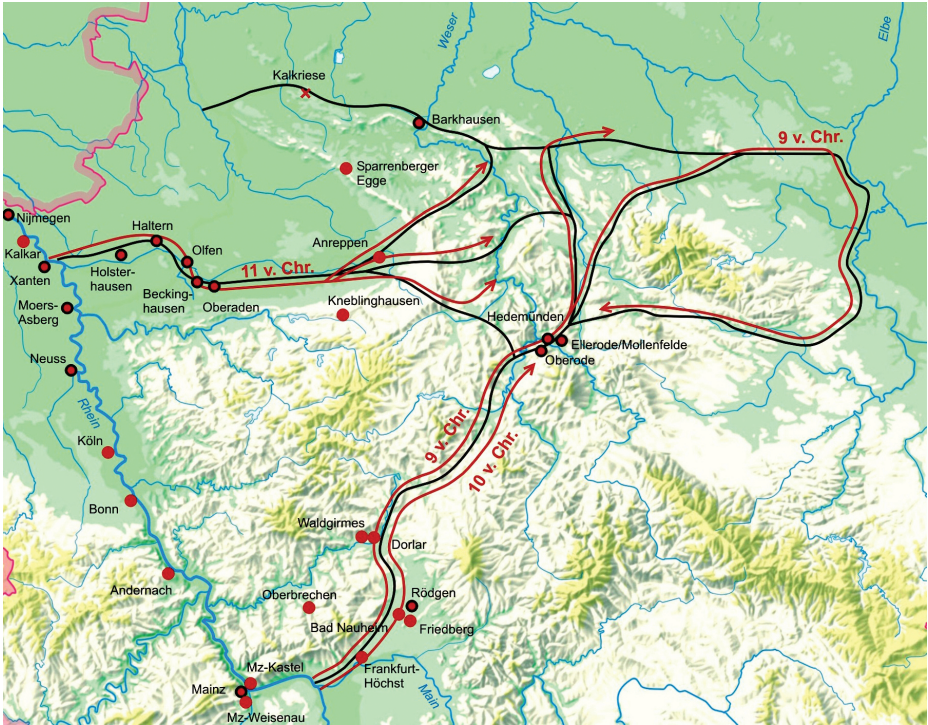 Weser
Elbe
Kalkriese
Barkhausen
9 v. Chr.
Sparrenberger
Egge
Nijmegen
Kalkar
Xanten
Haltern
Holster-
hausen
Olfen
Anreppen
11 v. Chr.
Becking-
hausen
Oberaden
Kneblinghausen
Moers-
Asberg
Hedemünden
Ellerode/Mollenfelde
Oberode
Neuss
Rhein
9 v. Chr.
10 v. Chr.
Köln
Bonn
Waldgirmes
Dorlar
Andernach
Oberbrechen
Rödgen
Bad Nauheim
Friedberg
Mz-Kastel
Frankfurt-
Höchst
Mainz
Mz-Weisenau
Main